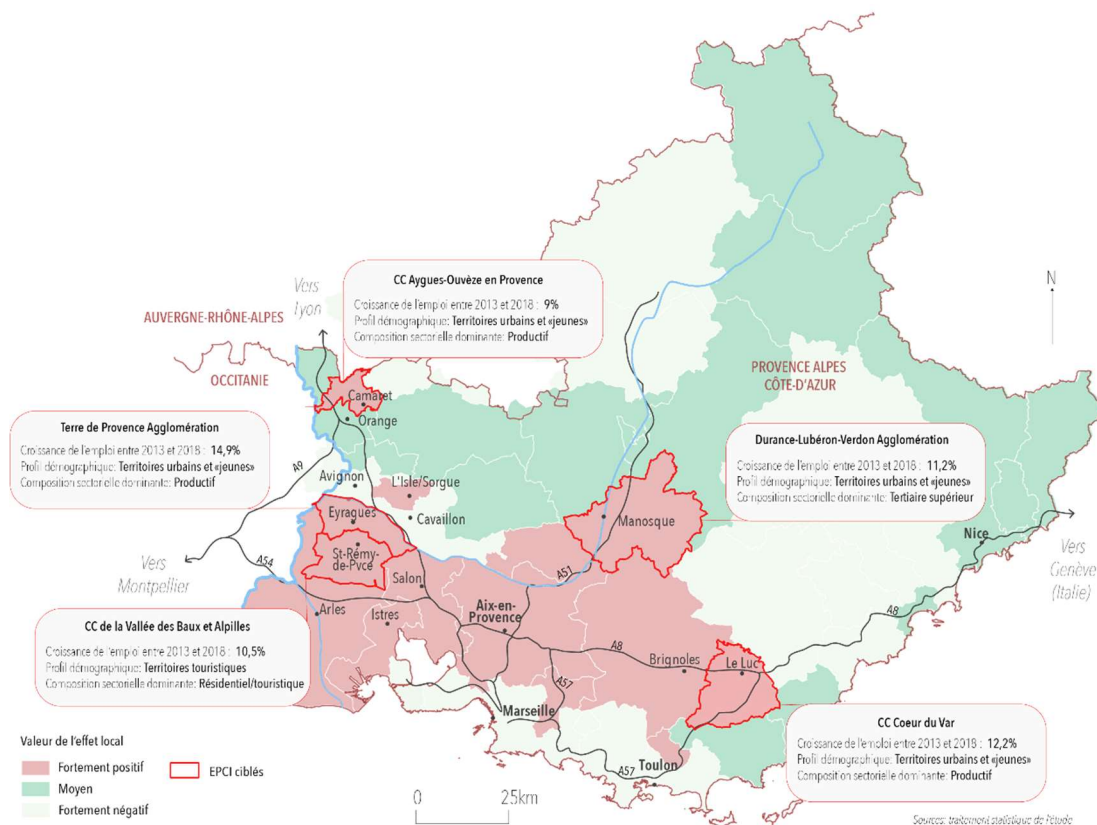 CC Aygues-Ouvèze en Provence
Croissance de l'emploi entre 2013 et 2018 : 9%
Profil démographique: Territoires urbains et «jeunes»
Composition sectorielle dominante: Productif
Vers
Lyon
N
AUVERGNE-RHÔNE-ALPES
OCCITANIE
PROVENCE ALPES
CÔTE-D'AZUR
Camaret
Orange
Terre de Provence Agglomération
Croissance de l'emploi entre 2013 et 2018 : 14,9%
Profil démographique: Territoires urbains et «jeunes»
Composition sectorielle dominante: Productif
Durance-Lubéron-Verdon Agglomération
Croissance de l'emploi entre 2013 et 2018 : 11,2%
Profil démographique: Territoires urbains et «jeunes»
Composition sectorielle dominante: Tertiaire supérieur
A9
Avignon
L'Isle/Sorgue
Cavaillon
Eyragues
Manosque
St-Rémy-
de-Pvce
Nice
Vers
Genève
(Italie)
Vers
Montpellier
A54
Salon
A51
Arles
Istres
Aix-en-
Provence
A8
A8
Brignoles
Le Luc
CC de la Vallée des Baux et Alpilles
Croissance de l'emploi entre 2013 et 2018 : 10,5%
Profil démographique: Territoires touristiques
Composition sectorielle dominante: Résidentiel/touristique
A57
Marseille
CC Coeur du Var
Croissance de l'emploi entre 2013 et 2018 : 12,2%
Profil démographique: Territoires urbains et «jeunes»
Composition sectorielle dominante: Productif
A57
Toulon
Valeur de l'effet local
Fortement positif
EPCI ciblés
Moyen
Fortement négatif
0 25km
Sources: traitement statistique de l'étude